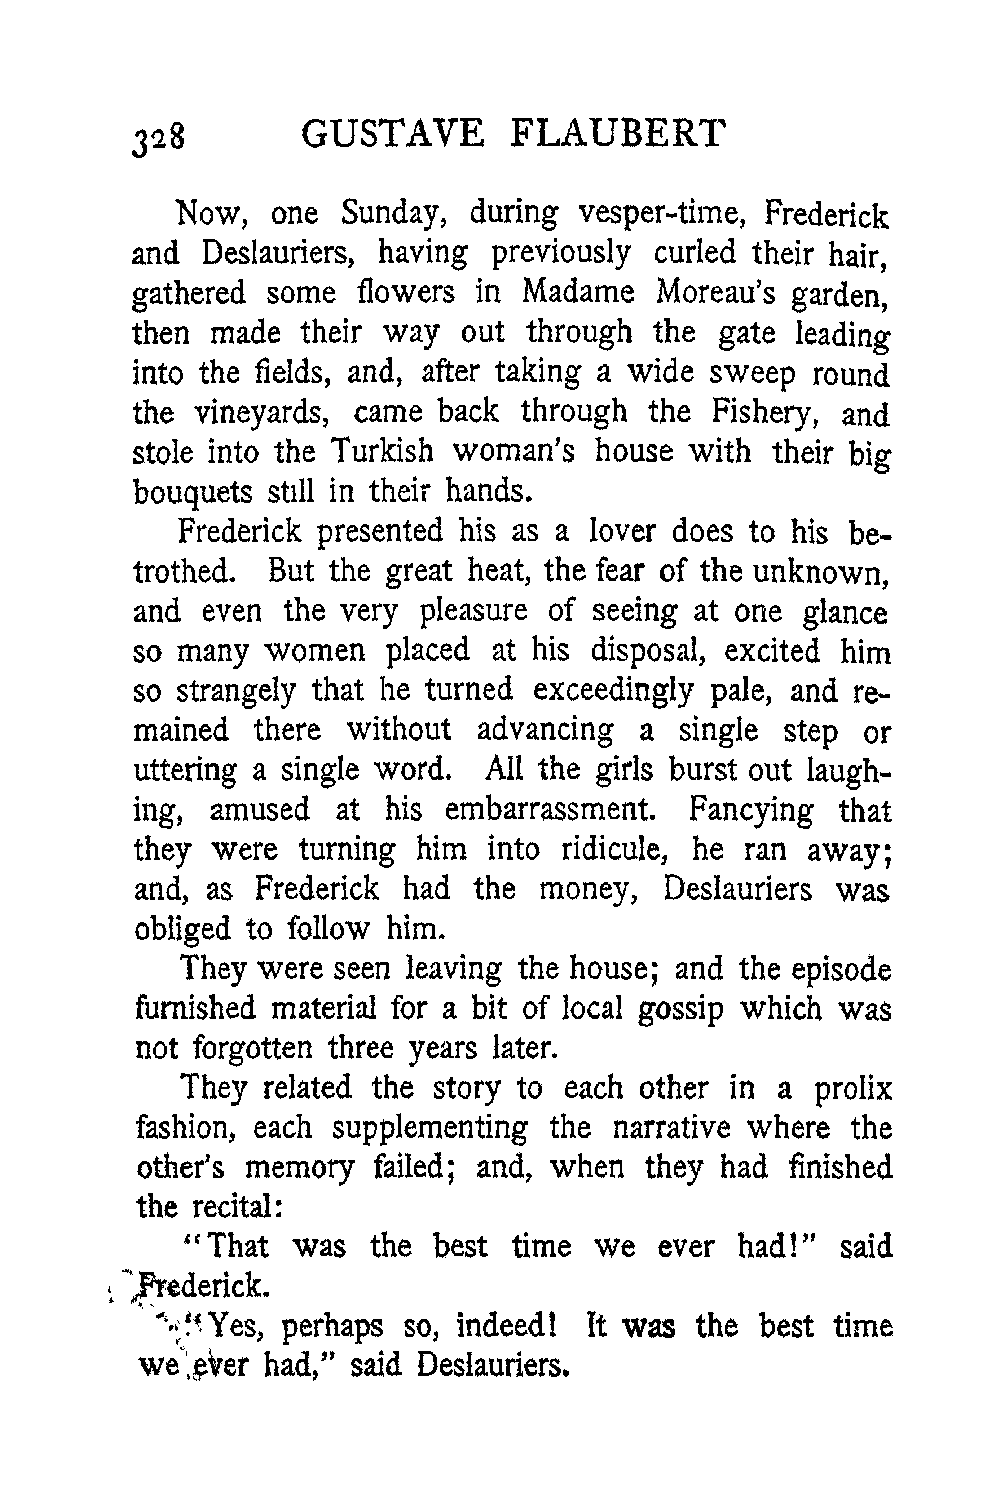 328 GUSTAVE FLAUBERT
Now, one Sunday, during vesper-time, Frederick
and Deslauriers, having previously curled their hair,
gathered some flowers in Madame Moreau's garden,
then made their way out through the gate leading
into the fields, and, after taking a wide sweep round
the vineyards, came back through the Fishery, and
stole into the Turkish woman's house with their big
bouquets still in their hands.
Frederick presented his as a lover does to his be-
trothed. But the great heat, the fear of the unknown,
and even the very pleasure of seeing at one glance
so many women placed at his disposal, excited him
so strangely that he turned exceedingly pale, and re-
mained there without advancing a single step or
uttering a single word. All the girls burst out laugh-
ing, amused at his embarrassment. Fancying that
they were turning him into ridicule, he ran away;
and, as Frederick had the money, Deslauriers was
obliged to follow him.
They were seen leaving the house; and the episode
furnished material for a bit of local gossip which was
not forgotten three years later.
They related the story to each other in a prolix
fashion, each supplementing the narrative where the
other's memory failed; and, when they had finished
the recital:
"That was the best time we ever had!" said
Frederick.
"Yes, perhaps so, indeed! It was the best time
we ever had," said Deslauriers.